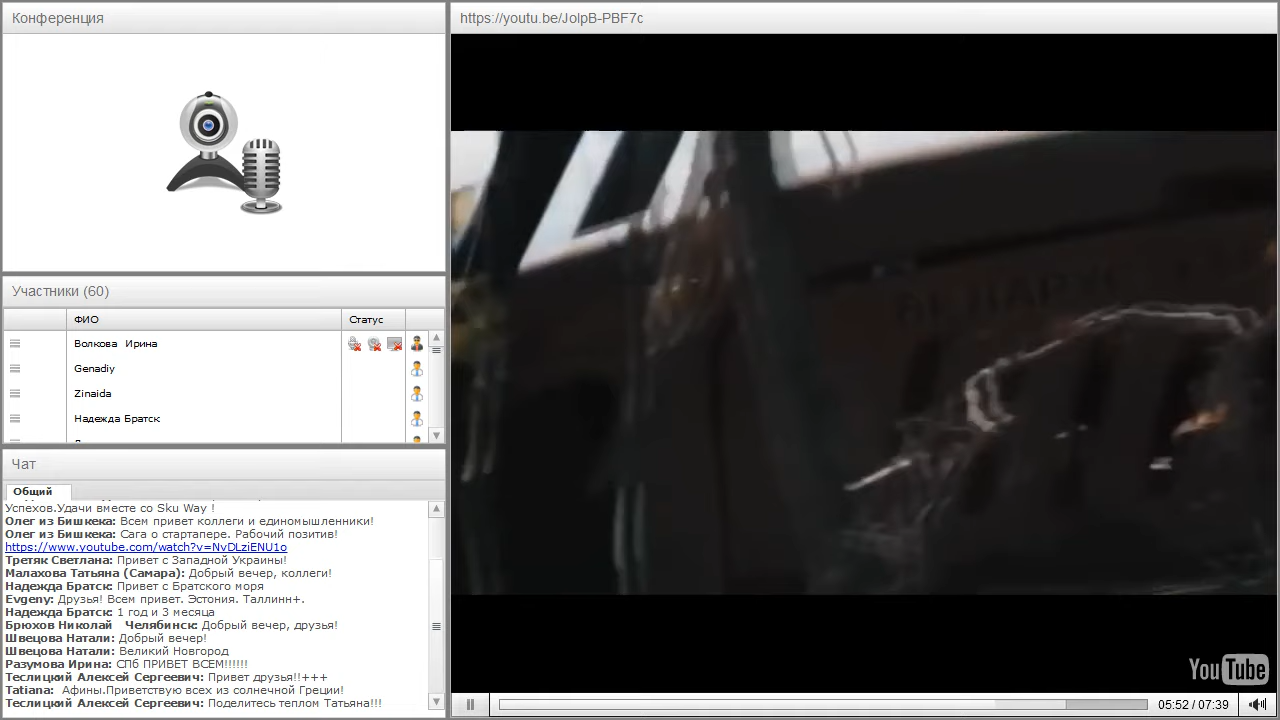 Конференция
https://youtu.be/JolpB-PBF7c
Участники (60)
ФИО
Статус
Волкова Ирина
Genadiy
Zinaida
Надежда Братск
Чат
Общий
Успехов.Удачи вместе со Sku Way !
Олег из Бишкека: Всем привет коллеги и единомышленники!
Олег из Бишкека: Сага о стартапере. Рабочий позитив!
https://www.youtube.com/watch?v=NvDLziENU1o
Третяк Светлана: Привет с Западной Украины!
Малахова Татьяна (Самара): Добрый вечер, коллеги!
Надежда Братск: Привет с Братского моря
Evgeny: Друзья! Всем привет. Эстония. Таллинн+.
Надежда Братск: 1 год и 3 месяца
Брюхов Николай Челябинск: Добрый вечер, друзья!
Швецова Натали: Добрый вечер!
Швецова Натали: Великий Новгород
Разумова Ирина: СПб ПРИВЕТ ВСЕМ!!!!!!
Теслицкий Алексей Сергеевич: Привет друзья!!+++
Tatiana: Афины.Приветствую всех из солнечной Греции!
Теслицкий Алексей Сергеевич: Поделитесь теплом Татьяна!!!
YouTube
05:52 / 07:39